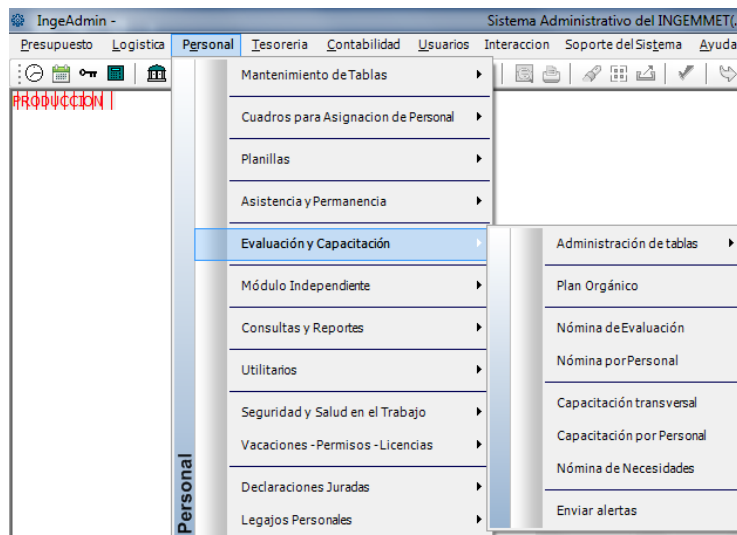 IngeAdmin - Sistema Administrativo del INGEMMET(.
Presupuesto Logistica Personal Tesoreria Contabilidad Usuarios Interaccion Soporte del Sistema Ayuda
PRODUCCION
Mantenimiento de Tablas
Cuadros para Asignacion de Personal
Planillas
Asistencia y Permanencia
Evaluación y Capacitación
Módulo Independiente
Consultas y Reportes
Utilitarios
Seguridad y Salud en el Trabajo
Vacaciones - Permisos - Licencias
Declaraciones Juradas
Legajos Personales
Personal
Administración de tablas
Plan Orgánico
Nómina de Evaluación
Nómina por Personal
Capacitación transversal
Capacitación por Personal
Nómina de Necesidades
Enviar alertas